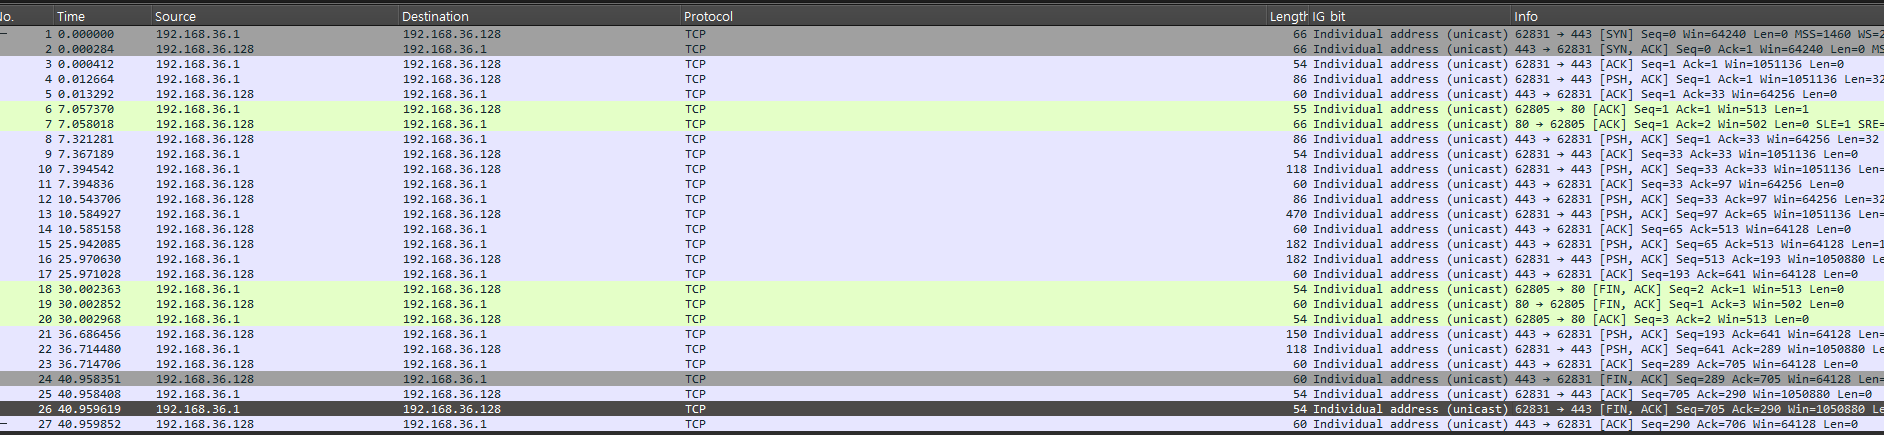 No. Time Source Destination Protocol Length IG bit Info
1 0.000000 192.168.36.1 192.168.36.128 TCP 66 Individual address (unicast) 62831 → 443 [SYN] Seq=0 Win=64240 Len=0 MSS=1460 WS=2
2 0.000284 192.168.36.128 192.168.36.1 TCP 66 Individual address (unicast) 443 → 62831 [SYN, ACK] Seq=0 Ack=1 Win=64240 Len=0 MS
3 0.000412 192.168.36.1 192.168.36.128 TCP 54 Individual address (unicast) 62831 → 443 [ACK] Seq=1 Ack=1 Win=1051136 Len=0
4 0.012664 192.168.36.1 192.168.36.128 TCP 86 Individual address (unicast) 62831 → 443 [PSH, ACK] Seq=1 Ack=1 Win=1051136 Len=32
5 0.013292 192.168.36.128 192.168.36.1 TCP 60 Individual address (unicast) 443 → 62831 [ACK] Seq=1 Ack=33 Win=64256 Len=0
6 7.057370 192.168.36.1 192.168.36.128 TCP 55 Individual address (unicast) 62805 → 80 [ACK] Seq=1 Ack=1 Win=513 Len=1
7 7.058018 192.168.36.128 192.168.36.1 TCP 66 Individual address (unicast) 80 → 62805 [ACK] Seq=1 Ack=2 Win=502 Len=0 SLE=1 SRE=
8 7.321281 192.168.36.128 192.168.36.1 TCP 86 Individual address (unicast) 443 → 62831 [PSH, ACK] Seq=1 Ack=33 Win=64256 Len=32
9 7.367189 192.168.36.1 192.168.36.128 TCP 54 Individual address (unicast) 62831 → 443 [ACK] Seq=33 Ack=33 Win=1051136 Len=0
10 7.394542 192.168.36.1 192.168.36.128 TCP 118 Individual address (unicast) 62831 → 443 [PSH, ACK] Seq=33 Ack=33 Win=1051136 Len=
11 7.394836 192.168.36.128 192.168.36.1 TCP 60 Individual address (unicast) 443 → 62831 [ACK] Seq=33 Ack=97 Win=64256 Len=0
12 10.543706 192.168.36.128 192.168.36.1 TCP 86 Individual address (unicast) 443 → 62831 [PSH, ACK] Seq=33 Ack=97 Win=64256 Len=32
13 10.584927 192.168.36.1 192.168.36.128 TCP 470 Individual address (unicast) 62831 → 443 [PSH, ACK] Seq=97 Ack=65 Win=1051136 Len=
14 10.585158 192.168.36.128 192.168.36.1 TCP 60 Individual address (unicast) 443 → 62831 [ACK] Seq=65 Ack=513 Win=64128 Len=0
15 25.942085 192.168.36.128 192.168.36.1 TCP 182 Individual address (unicast) 443 → 62831 [PSH, ACK] Seq=65 Ack=513 Win=64128 Len=1
16 25.970630 192.168.36.1 192.168.36.128 TCP 182 Individual address (unicast) 62831 → 443 [PSH, ACK] Seq=513 Ack=193 Win=1050880 Len=
17 25.971028 192.168.36.128 192.168.36.1 TCP 60 Individual address (unicast) 443 → 62831 [ACK] Seq=193 Ack=641 Win=64128 Len=0
18 30.002363 192.168.36.1 192.168.36.128 TCP 54 Individual address (unicast) 62805 → 80 [FIN, ACK] Seq=2 Ack=1 Win=513 Len=0
19 30.002852 192.168.36.128 192.168.36.1 TCP 60 Individual address (unicast) 80 → 62805 [FIN, ACK] Seq=1 Ack=3 Win=502 Len=0
20 30.002968 192.168.36.1 192.168.36.128 TCP 54 Individual address (unicast) 62805 → 80 [ACK] Seq=3 Ack=2 Win=513 Len=0
21 36.686456 192.168.36.128 192.168.36.1 TCP 150 Individual address (unicast) 443 → 62831 [PSH, ACK] Seq=193 Ack=641 Win=64128 Len=
22 36.714480 192.168.36.1 192.168.36.128 TCP 118 Individual address (unicast) 62831 → 443 [PSH, ACK] Seq=641 Ack=289 Win=1050880 Len=
23 36.714706 192.168.36.128 192.168.36.1 TCP 60 Individual address (unicast) 443 → 62831 [ACK] Seq=289 Ack=705 Win=64128 Len=0
24 40.958351 192.168.36.128 192.168.36.1 TCP 60 Individual address (unicast) 443 → 62831 [FIN, ACK] Seq=289 Ack=705 Win=64128 Len=
25 40.958408 192.168.36.1 192.168.36.128 TCP 54 Individual address (unicast) 62831 → 443 [ACK] Seq=705 Ack=290 Win=1050880 Len=0
26 40.959619 192.168.36.1 192.168.36.128 TCP 54 Individual address (unicast) 62831 → 443 [FIN, ACK] Seq=705 Ack=290 Win=1050880 Len=
27 40.959852 192.168.36.128 192.168.36.1 TCP 60 Individual address (unicast) 443 → 62831 [ACK] Seq=290 Ack=706 Win=64128 Len=0